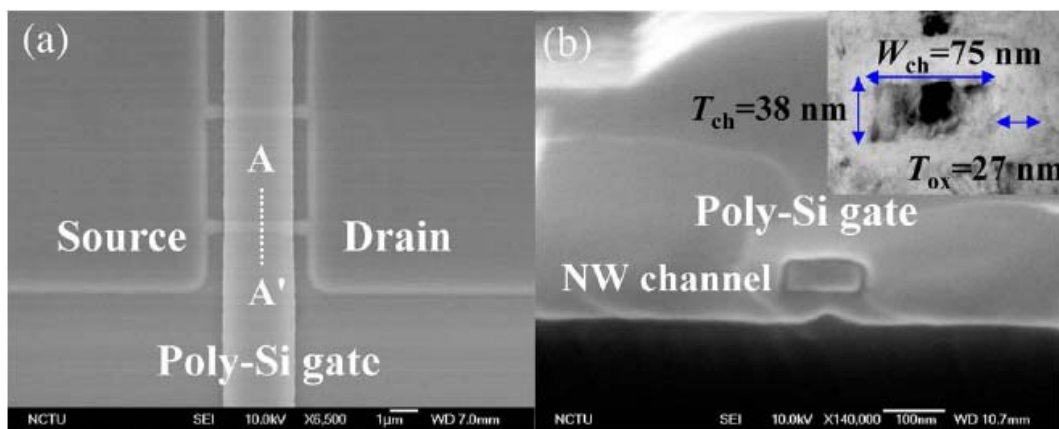 (a)
A
Source
Drain
A'
Poly-Si gate
NCTU SEI 10.0kV X6,500 1μm WD 7.0mm
(b)
Wch=75 nm
Tch=38 nm
Tox=27 nm
Poly-Si gate
NW channel
NCTU SEI 10.0kV X140,000 100nm WD 10.7mm